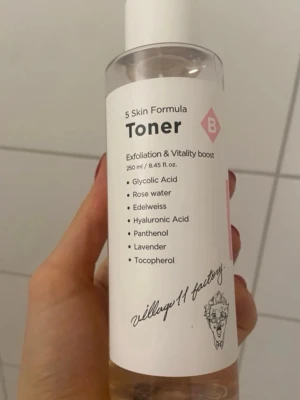 5 Skin Formula
Toner
B
Exfoliation & Vitality boost
250 ml / 8.45 fl.oz.
• Glycolic Acid
• Rose water
• Edelweiss
• Hyaluronic Acid
• Panthenol
• Lavender
• Tocopherol
village 11 factory.